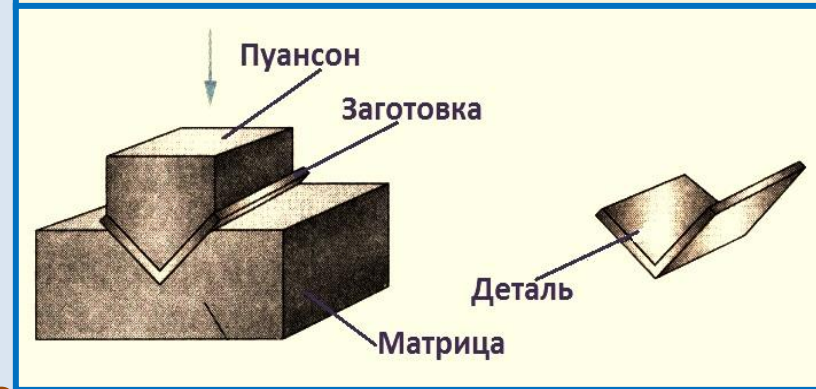 Пуансон
Заготовка
Деталь
Матрица